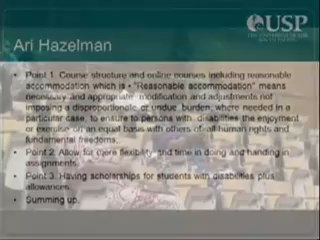 USP
THE UNIVERSITY OF THE
SOUTH PACIFIC
Ari Hazelman
• Point 1. Course structure and online courses including reasonable
accommodation which is • "Reasonable accommodation" means
necessary and appropriate modification and adjustments not
imposing a disproportionate or undue burden, where needed in a
particular case, to ensure to persons with disabilities the enjoyment
or exercise on an equal basis with others of all human rights and
fundamental freedoms.
• Point 2. Allow for more flexibility and time in doing and handing in
assignments.
• Point 3. Having scholarships for students with disabilities plus
allowances.
• Summing up.